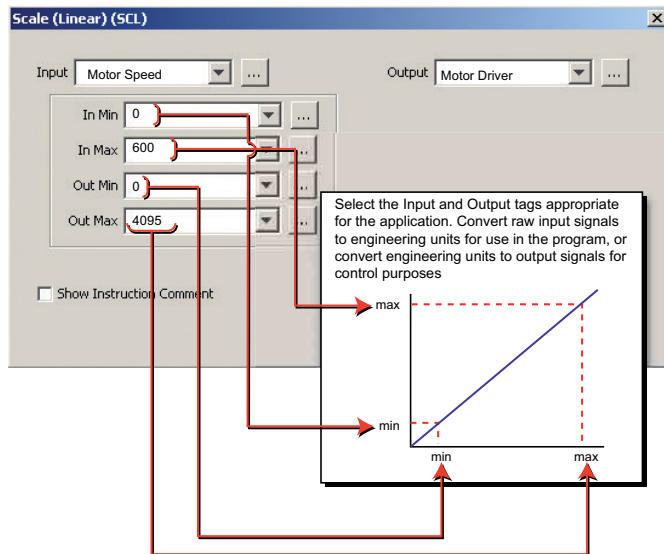 Scale (Linear) (SCL)
Input Motor Speed ... Output Motor Driver ...
In Min 0 ...
In Max 600 ...
Out Min 0 ...
Out Max 4095 ...
Show Instruction Comment
Select the Input and Output tags appropriate
for the application. Convert raw input signals
to engineering units for use in the program, or
convert engineering units to output signals for
control purposes
max
min
min max